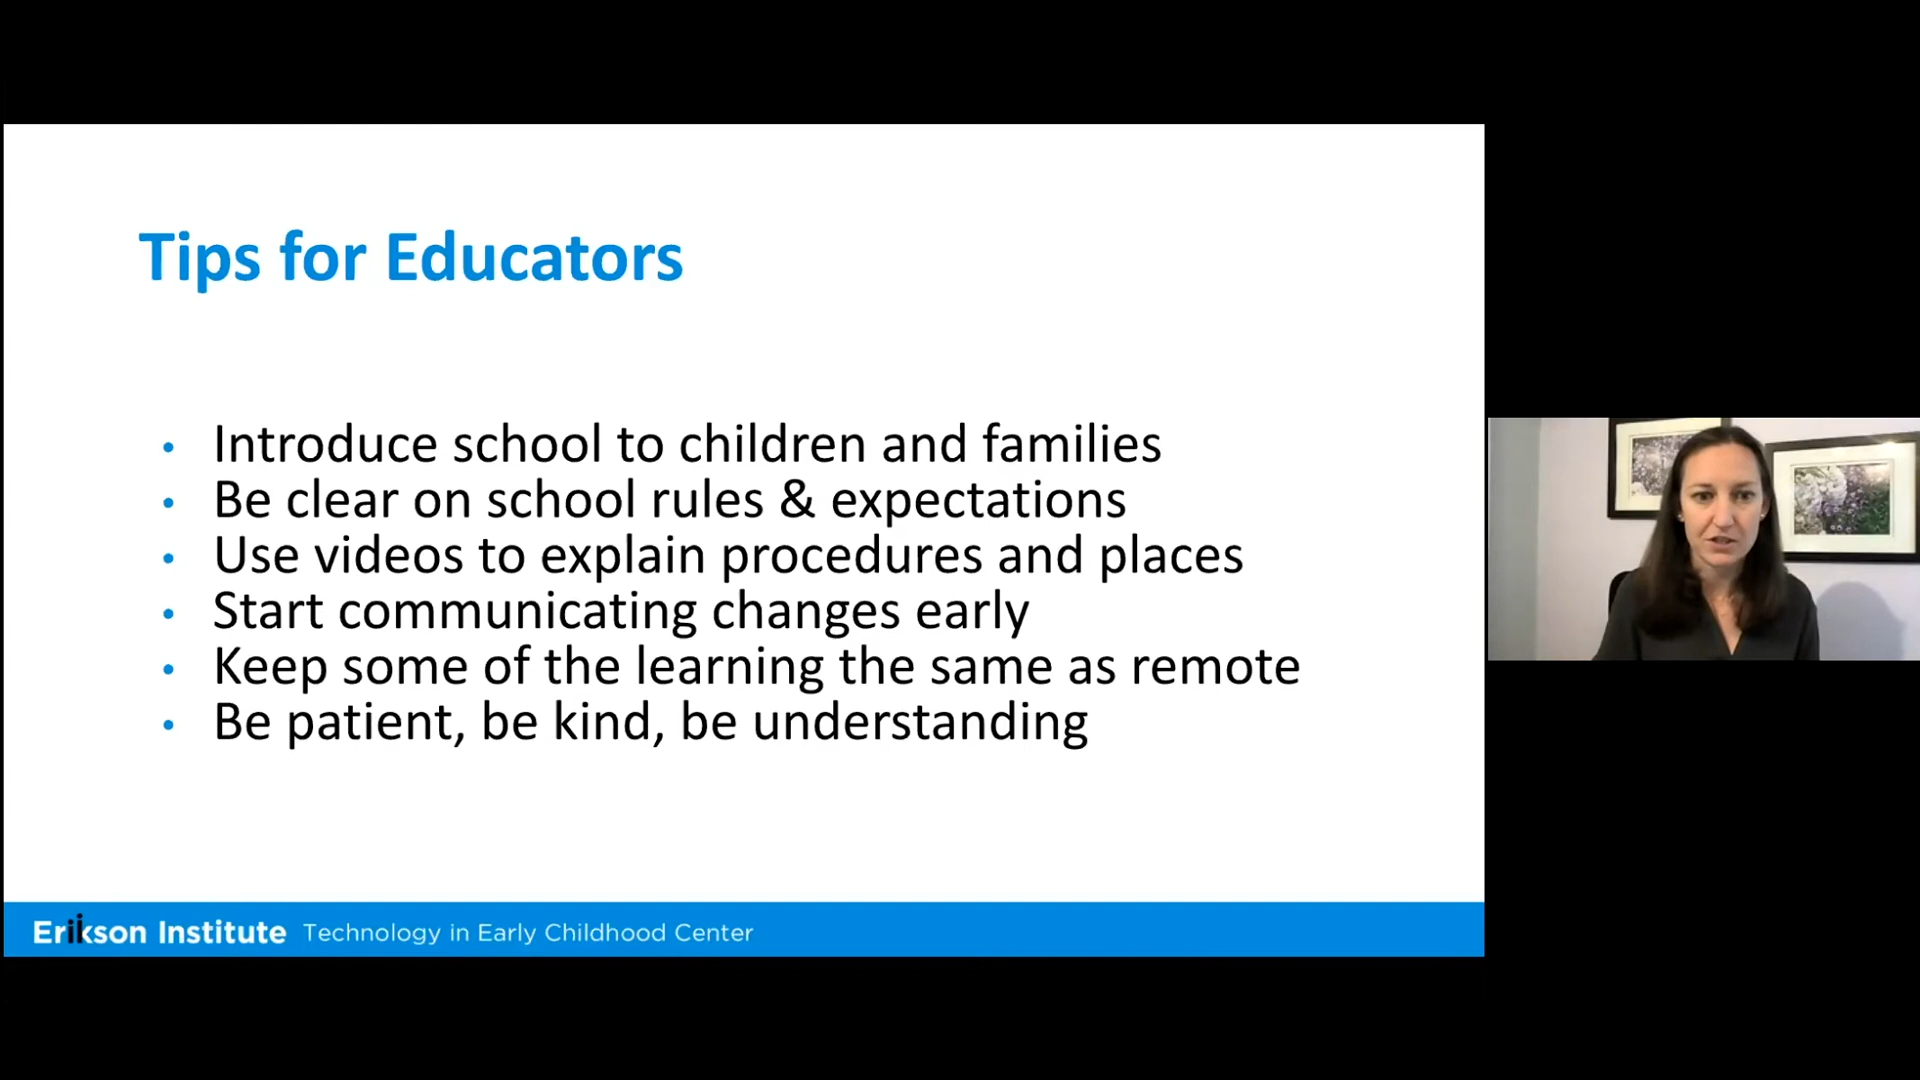 Tips for Educators
• Introduce school to children and families
• Be clear on school rules & expectations
• Use videos to explain procedures and places
• Start communicating changes early
• Keep some of the learning the same as remote
• Be patient, be kind, be understanding
Erikson Institute Technology in Early Childhood Center